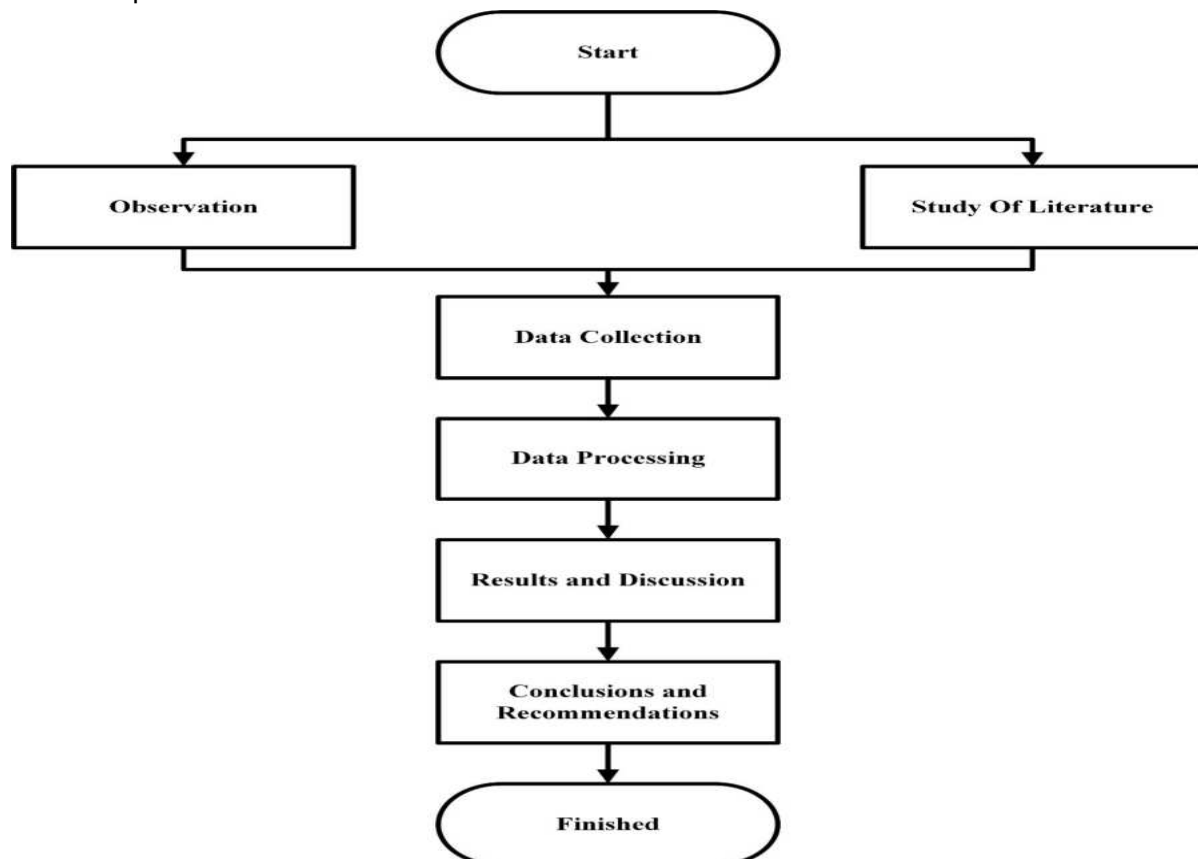 Start
Observation
Study Of Literature
Data Collection
Data Processing
Results and Discussion
Conclusions and
Recommendations
Finished